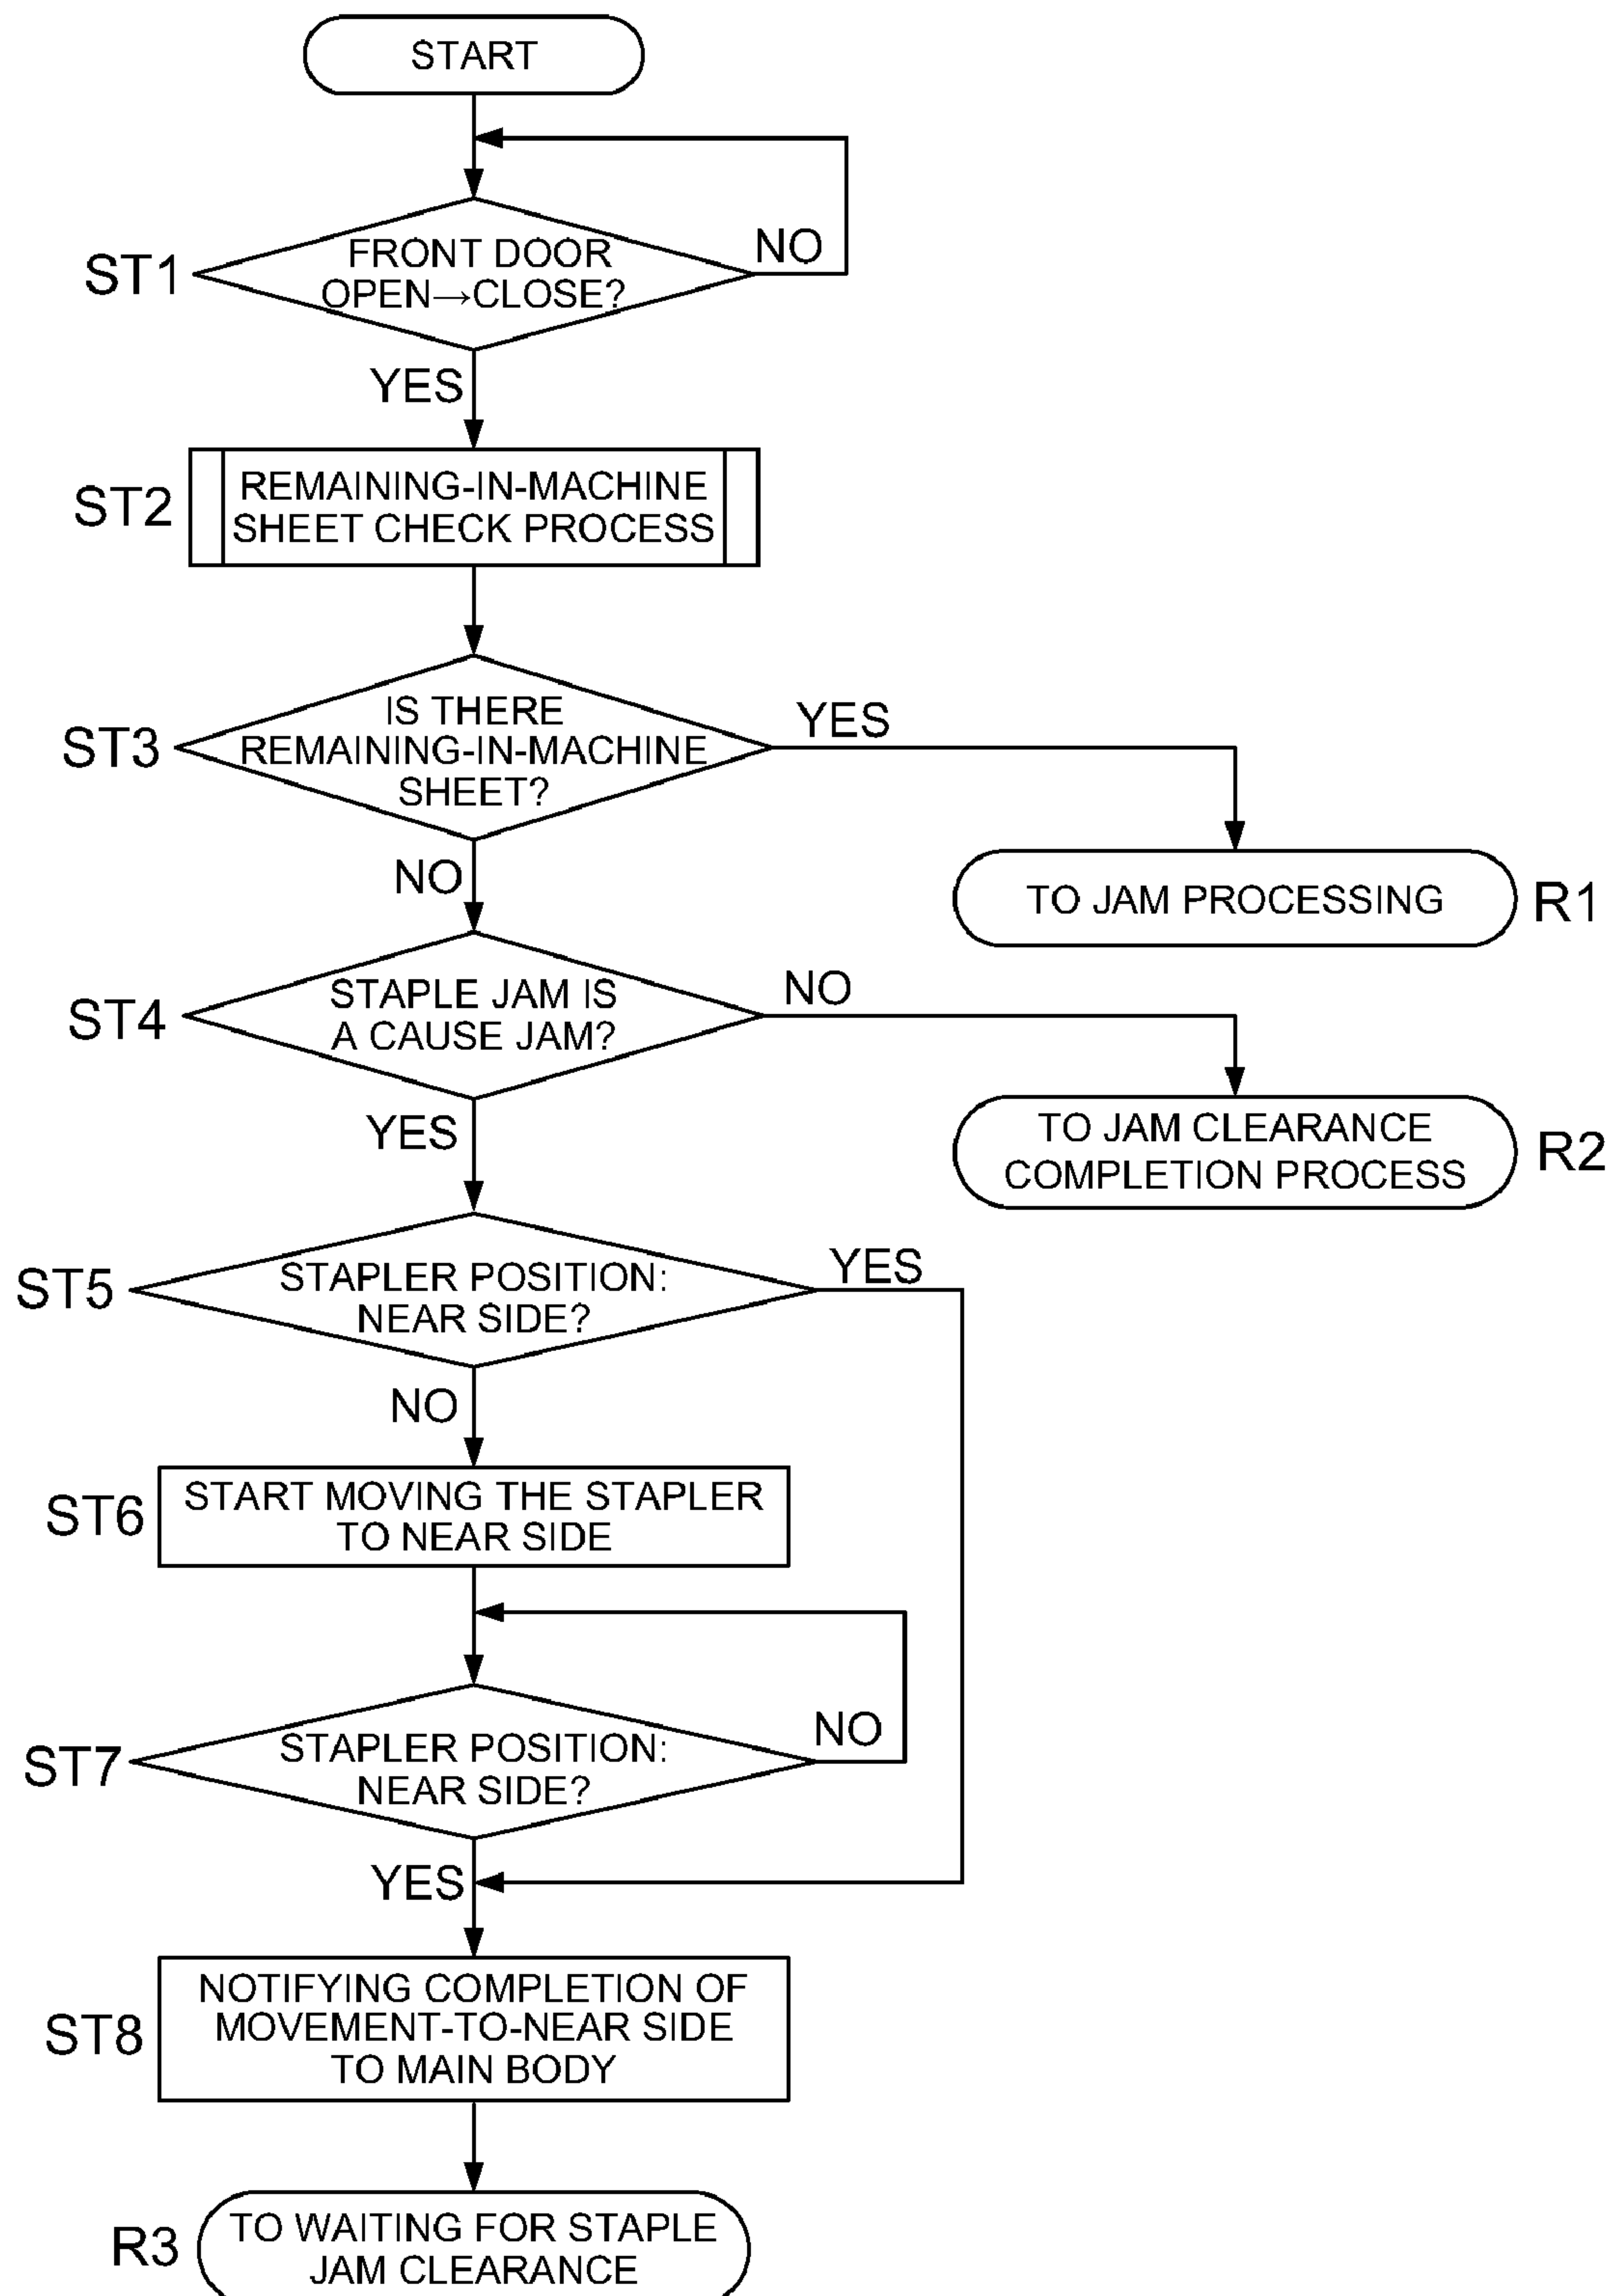 START
NO
ST1
FRONT DOOR
OPEN→CLOSE?
YES
ST2
REMAINING-IN-MACHINE
SHEET CHECK PROCESS
ST3
IS THERE
REMAINING-IN-MACHINE
SHEET?
YES
NO
TO JAM PROCESSING
R1
ST4
STAPLE JAM IS
A CAUSE JAM?
NO
YES
TO JAM CLEARANCE
COMPLETION PROCESS
R2
ST5
STAPLER POSITION:
NEAR SIDE?
YES
NO
ST6
START MOVING THE STAPLER
TO NEAR SIDE
ST7
STAPLER POSITION:
NEAR SIDE?
NO
YES
ST8
NOTIFYING COMPLETION OF
MOVEMENT-TO-NEAR SIDE
TO MAIN BODY
R3
TO WAITING FOR STAPLE
JAM CLEARANCE